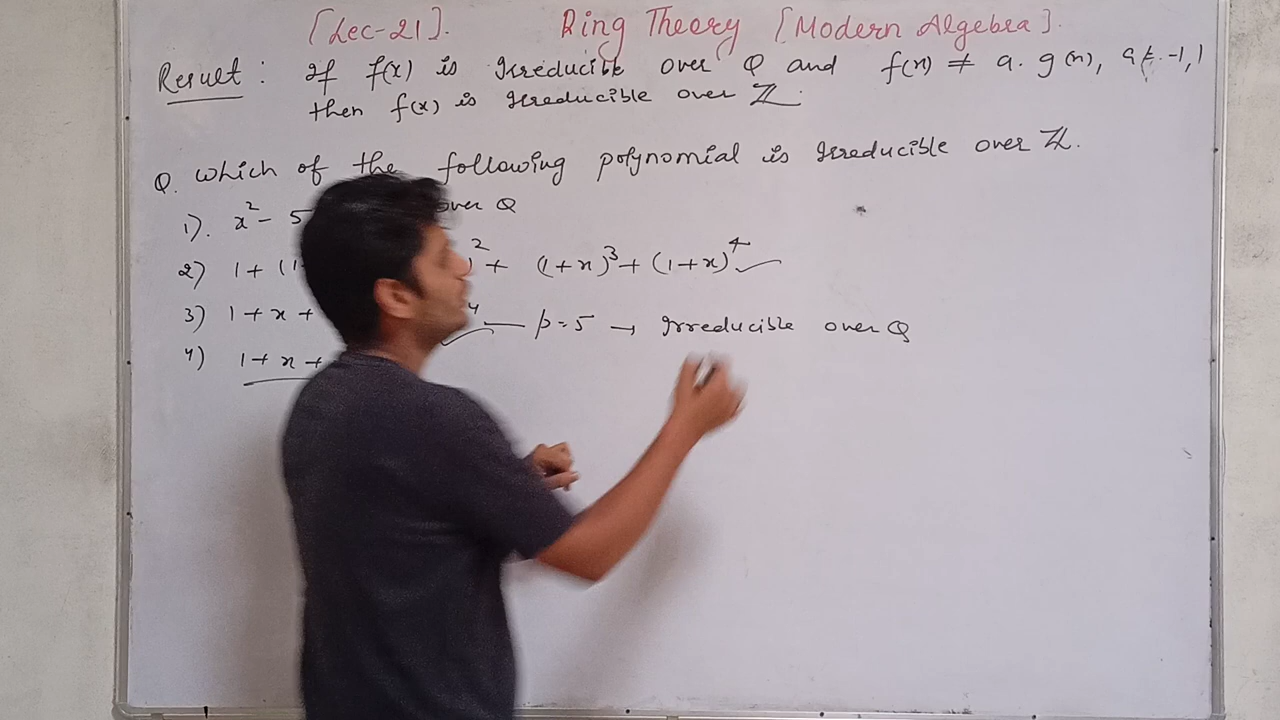 [Lec-21]. Ring Theory [Modern Algebra].
Result: If f(x) is Irreducible over Q and f(x) ≠ a. g(x), a(≠ -1,1
then f(x) is Irreducible over ℤ.
Q. which of the following polynomial is Irreducible over ℤ.
1). x² - 5 over Q
2) 1 + (1 )² + (1+x)³ + (1+x)⁴
3) 1 + x + ⁴ p = 5 → Irreducible over Q
4) 1 + x +